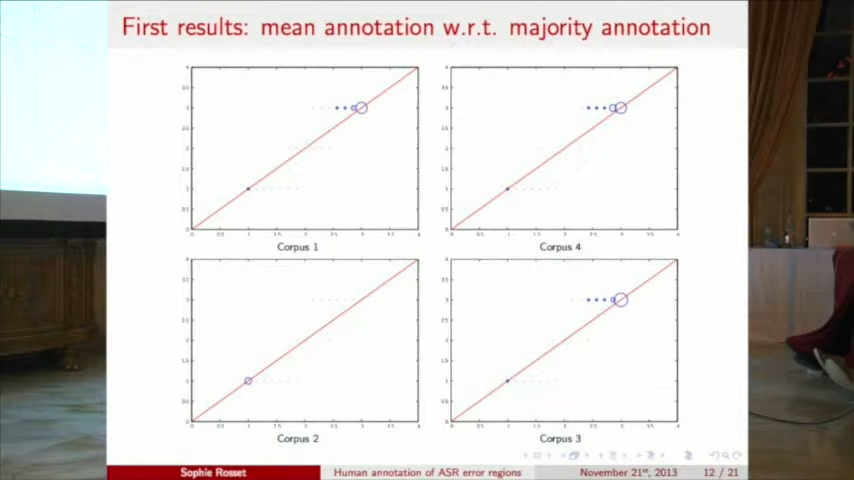 First results: mean annotation w.r.t. majority annotation
Corpus 1
Corpus 4
Corpus 2
Corpus 3
Sophie Rosset
Human annotation of ASR error regions
November 21st, 2013
12 / 21